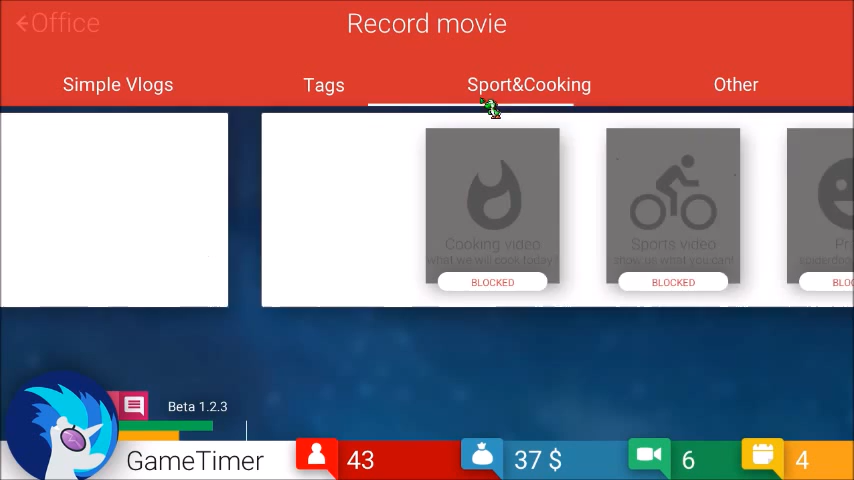 Office
Record movie
Simple Vlogs
Tags
Sport&Cooking
Other
Cooking video
what we will cook today?
BLOCKED
Sports video
show us what you can!
BLOCKED
Pr
Beta 1.2.3
GameTimer
43
37 $
6
4